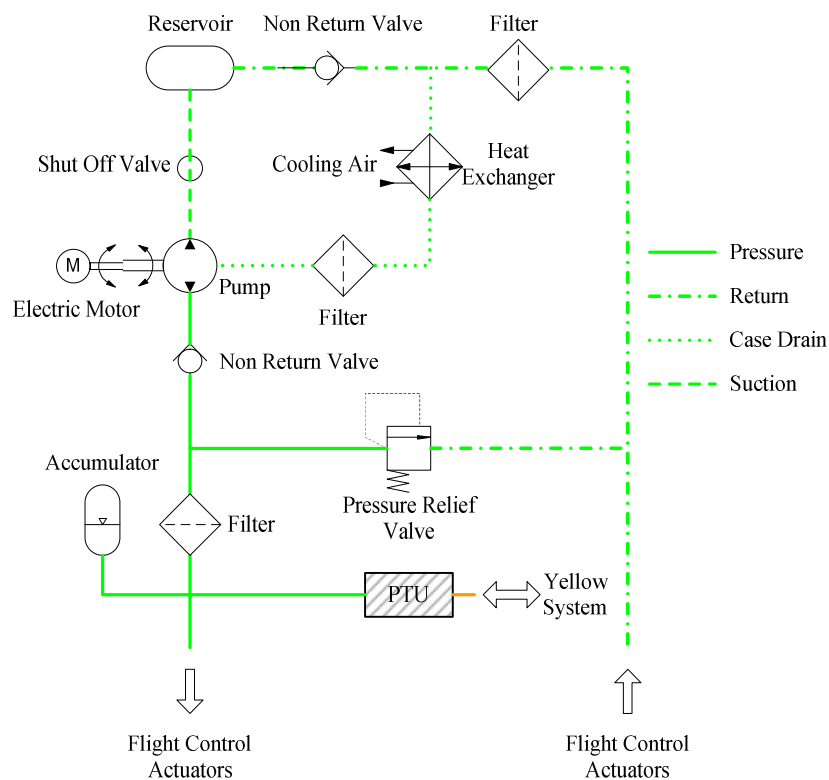 Reservoir
Non Return Valve
Filter
Shut Off Valve
Cooling Air
Heat
Exchanger
M
Electric Motor
Pump
Filter
Pressure
Return
Case Drain
Suction
Non Return Valve
Accumulator
Filter
Pressure Relief
Valve
PTU
Yellow
System
Flight Control
Actuators
Flight Control
Actuators